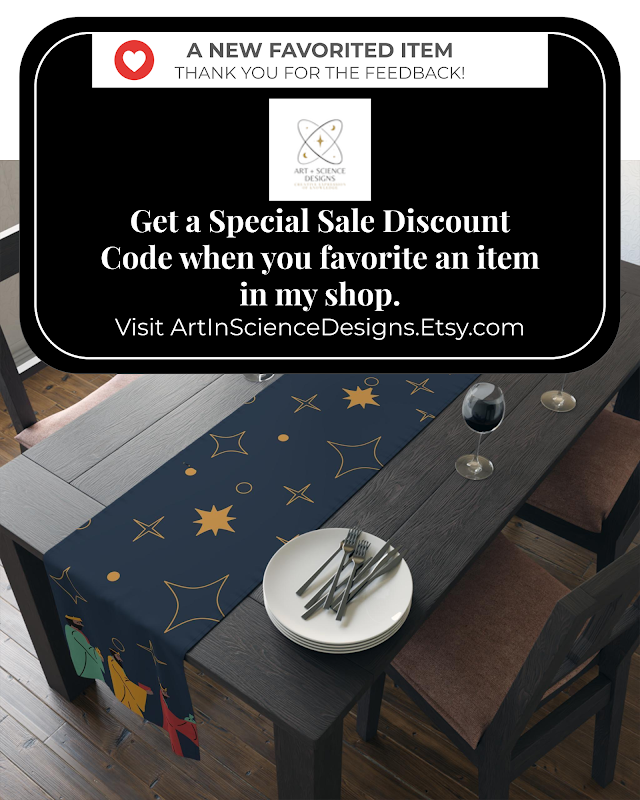 A NEW FAVORITED ITEM
THANK YOU FOR THE FEEDBACK!
ART + SCIENCE
DESIGNS
Get a Special Sale Discount
Code when you favorite an item
in my shop.
Visit ArtInScienceDesigns.Etsy.com